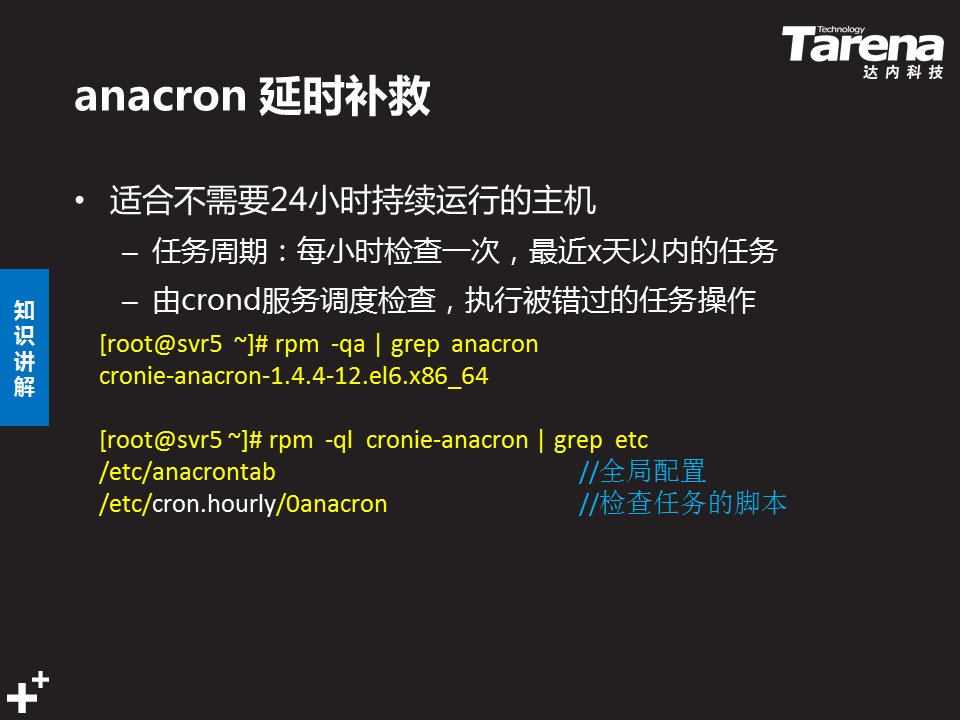 Technology
Tarena
达内科技
anacron 延时补救
• 适合不需要24小时持续运行的主机
– 任务周期：每小时检查一次，最近x天以内的任务
– 由crond服务调度检查，执行被错过的任务操作
知识讲解
[root@svr5 ~]# rpm -qa | grep anacron
cronie-anacron-1.4.4-12.el6.x86_64
[root@svr5 ~]# rpm -ql cronie-anacron | grep etc
/etc/anacrontab //全局配置
/etc/cron.hourly/0anacron //检查任务的脚本